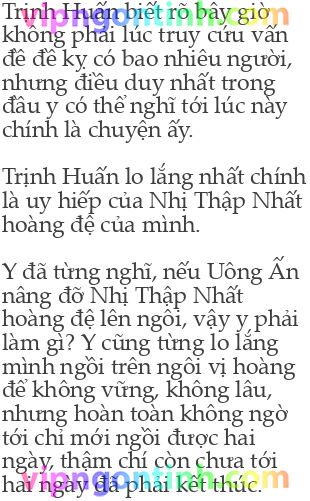 Trịnh Huấn biết rõ bây giờ
không phải lúc truy cứu vấn
đề đề kỵ có bao nhiêu người,
nhưng điều duy nhất trong
đầu y có thể nghĩ tới lúc này
chính là chuyện ấy.
Trịnh Huấn lo lắng nhất chính
là uy hiếp của Nhị Thập Nhất
hoàng đệ của mình.
Y đã từng nghĩ, nếu Uông Ấn
nâng đỡ Nhị Thập Nhất
hoàng đệ lên ngôi, vậy y phải
làm gì? Y cũng từng lo lắng
mình ngồi trên ngôi vị hoàng
đế không vững, không lâu,
nhưng hoàn toàn không ngờ
tới chỉ mới ngồi được hai
ngày, thậm chí còn chưa tới
hai ngày đã phải kết thúc.
vipngontinh.com
vipngontinh.com